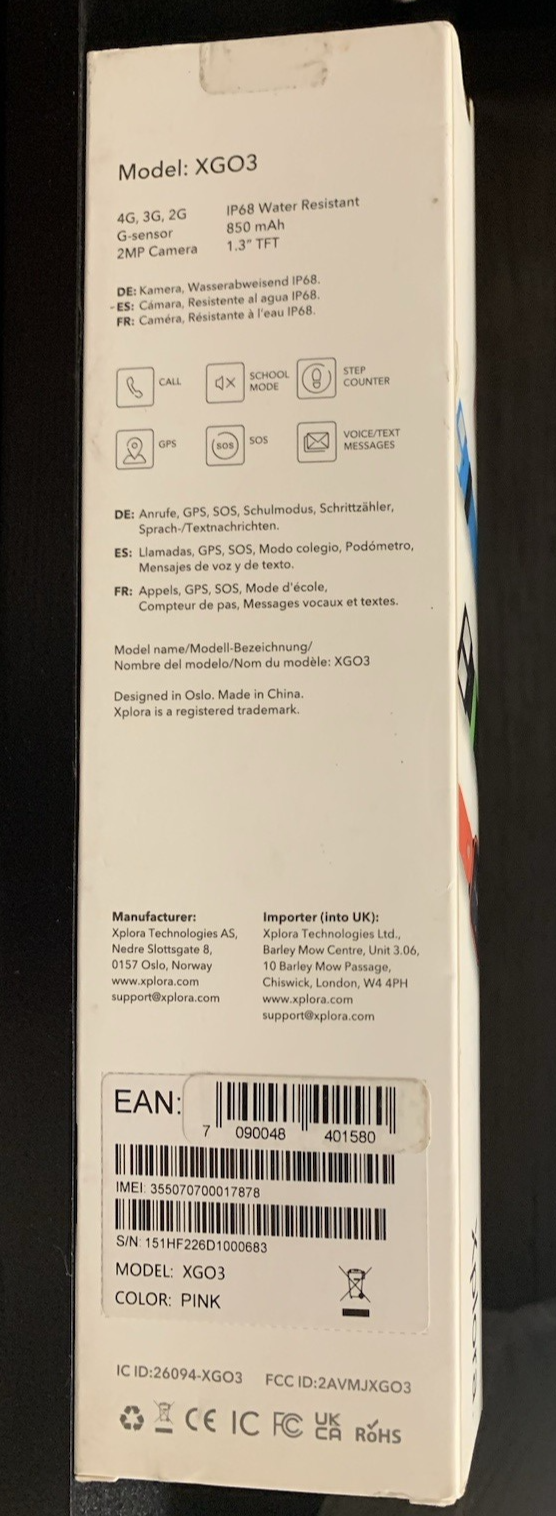 Model: XGO3
4G, 3G, 2G
G-sensor
2MP Camera
IP68 Water Resistant
850 mAh
1.3" TFT
DE: Kamera, Wasserabweisend IP68.
-ES: Cámara, Resistente al agua IP68.
FR: Caméra, Résistante à l'eau IP68.
CALL
SCHOOL
MODE
STEP
COUNTER
GPS
SOS
SOS
VOICE/TEXT
MESSAGES
DE: Anrufe, GPS, SOS, Schulmodus, Schrittzähler,
Sprach-/Textnachrichten.
ES: Llamadas, GPS, SOS, Modo colegio, Podómetro,
Mensajes de voz y de texto.
FR: Appels, GPS, SOS, Mode d'école,
Compteur de pas, Messages vocaux et textes.
Model name/Modell-Bezeichnung/
Nombre del modelo/Nom du modèle: XGO3
Designed in Oslo. Made in China.
Xplora is a registered trademark.
Manufacturer:
Xplora Technologies AS,
Nedre Slottsgate 8,
0157 Oslo, Norway
www.xplora.com
support@xplora.com
Importer (into UK):
Xplora Technologies Ltd.,
Barley Mow Centre, Unit 3.06,
10 Barley Mow Passage,
Chiswick, London, W4 4PH
www.xplora.com
support@xplora.com
EAN:
7 090048 401580
IMEI: 355070700017878
S/N: 151HF226D1000683
MODEL: XGO3
COLOR: PINK
IC ID:26094-XGO3 FCC ID:2AVMJXGO3
CE IC FC UK
CA RoHS
xplora